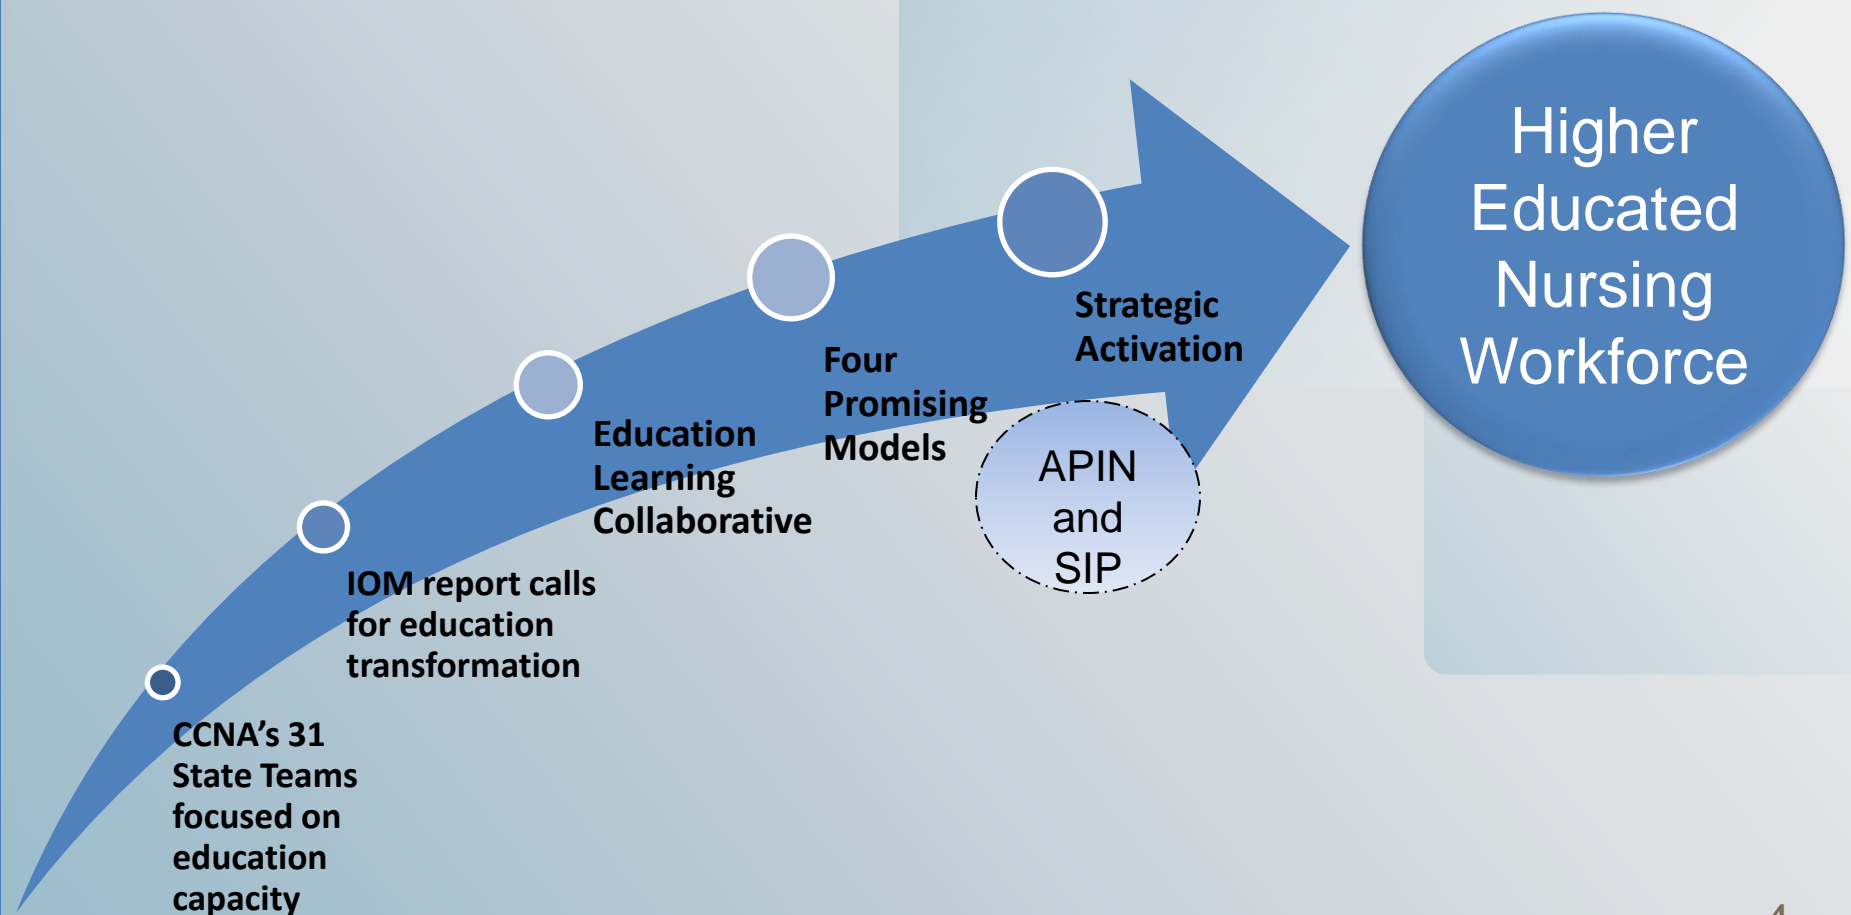 Higher
Educated
Nursing
Workforce
Strategic
Activation
Four
Promising
Models
APIN
and
SIP
Education
Learning
Collaborative
IOM report calls
for education
transformation
CCNA’s 31
State Teams
focused on
education
capacity
4